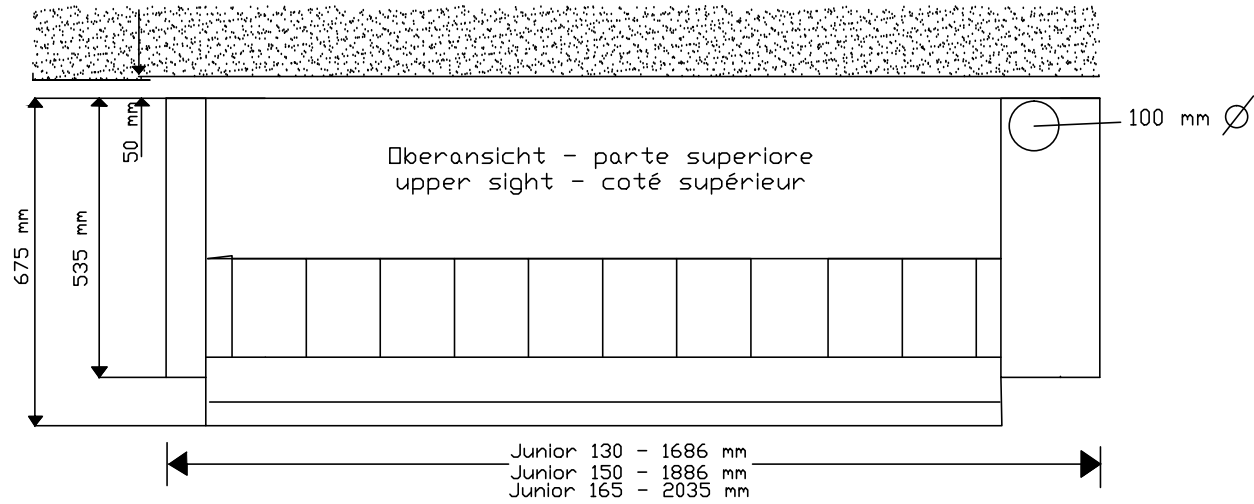 50 mm
100 mm Ø
▯beransicht - parte superiore
upper sight - coté supérieur
675 mm
535 mm
Junior 130 - 1686 mm
Junior 150 - 1886 mm
Junior 165 - 2035 mm